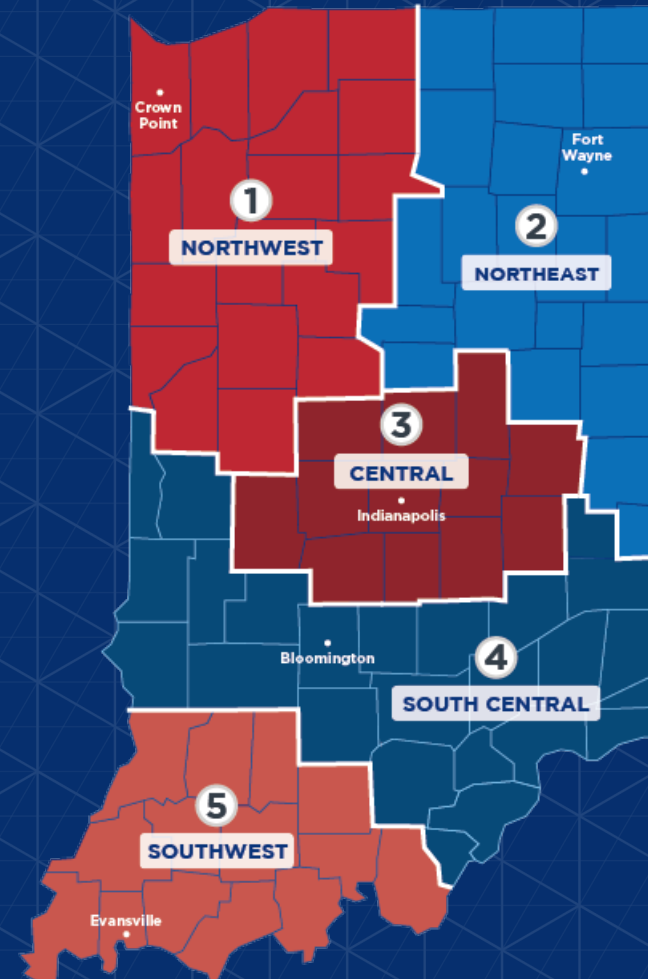 Crown
Point
1
NORTHWEST
Fort
Wayne
2
NORTHEAST
3
CENTRAL
Indianapolis
Bloomington
4
SOUTH CENTRAL
5
SOUTHWEST
Evansville